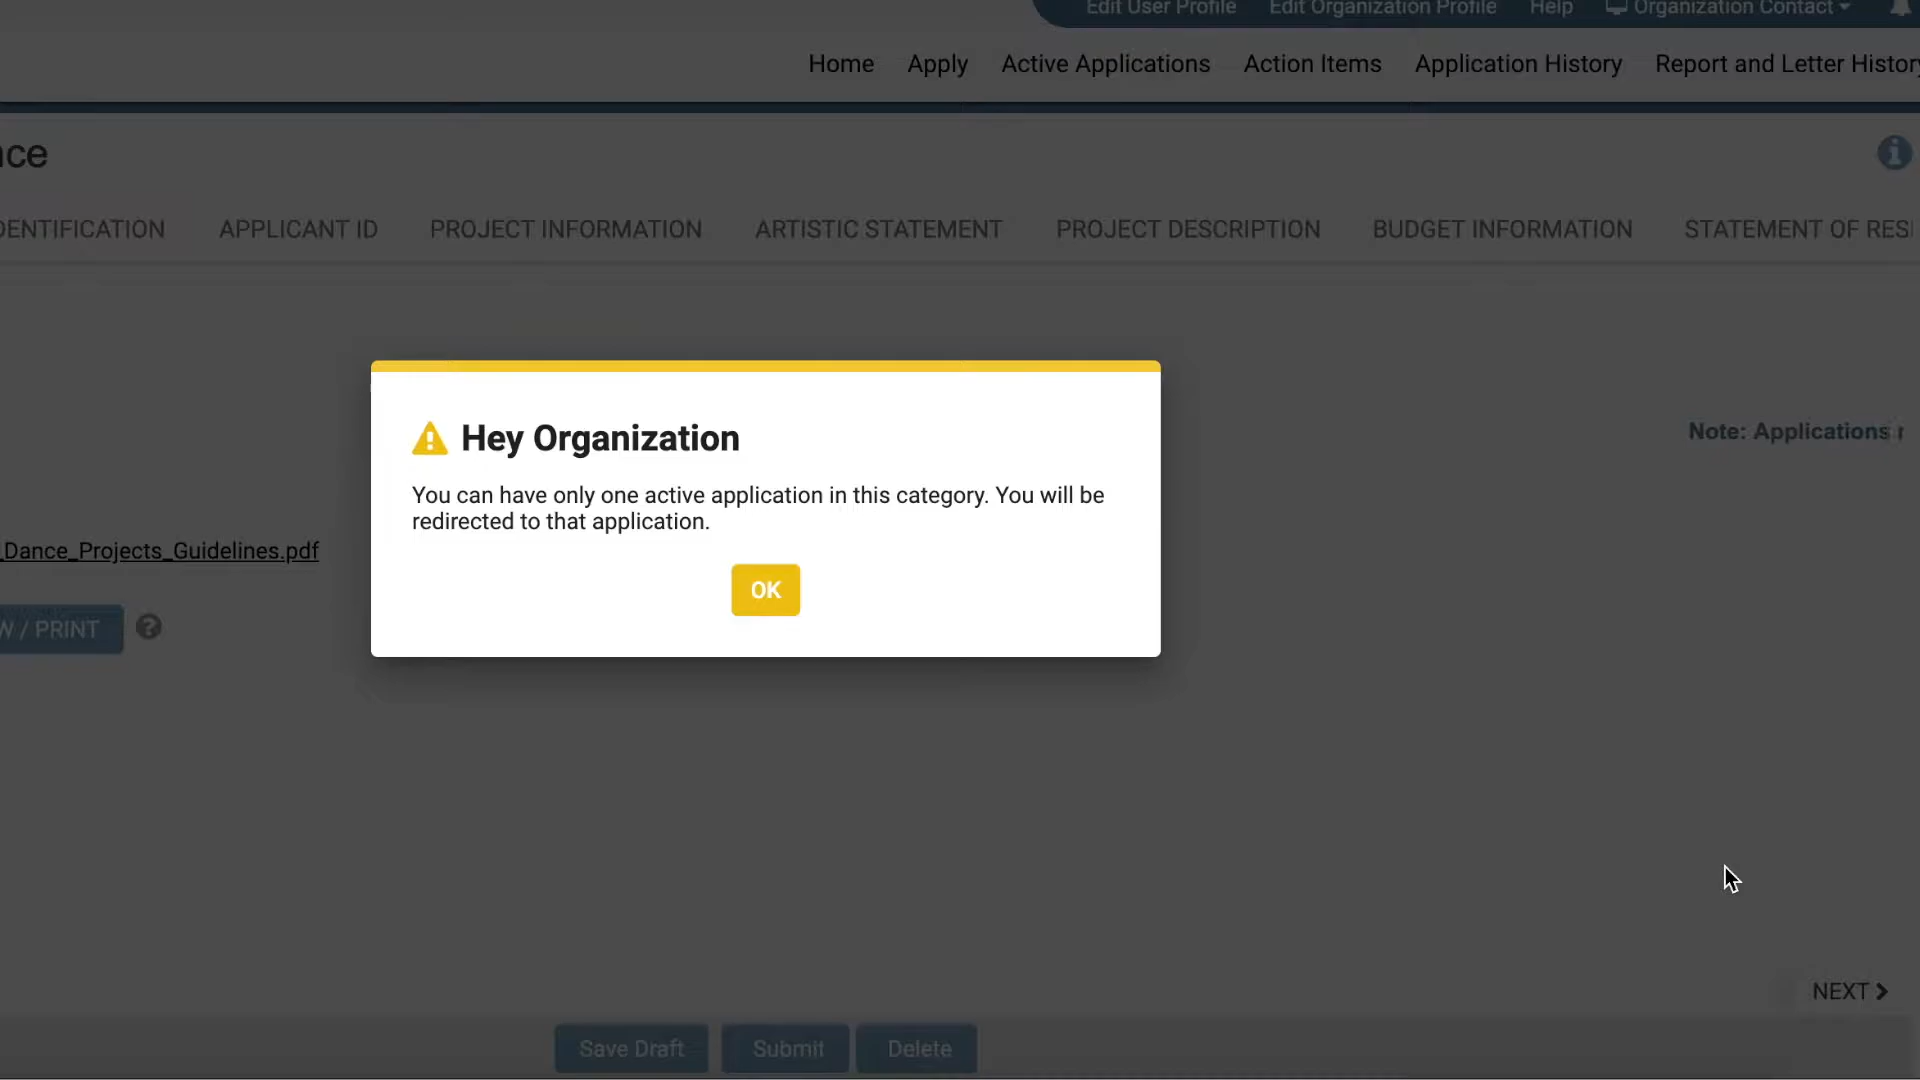 Edit User Profile Edit Organization Profile Help Organization Contact
Home Apply Active Applications Action Items Application History Report and Letter History
nce
DENTIFICATION APPLICANT ID PROJECT INFORMATION ARTISTIC STATEMENT PROJECT DESCRIPTION BUDGET INFORMATION STATEMENT OF RES
Hey Organization
Note: Applications
You can have only one active application in this category. You will be
redirected to that application.
_Dance_Projects_Guidelines.pdf
OK
W / PRINT
NEXT
Save Draft Submit Delete